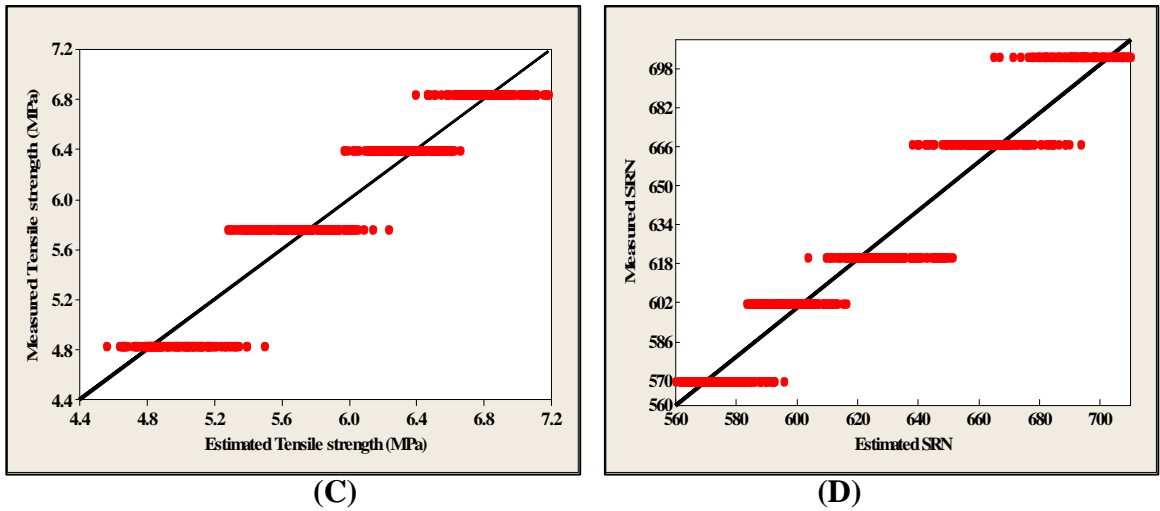 7.2
6.8
6.4
6.0
5.6
5.2
4.8
4.4
Measured Tensile strength (MPa)
4.4 4.8 5.2 5.6 6.0 6.4 6.8 7.2
Estimated Tensile strength (MPa)
(C)
698
682
666
650
634
618
602
586
570
560
Measured SRN
560 580 600 620 640 660 680 700
Estimated SRN
(D)